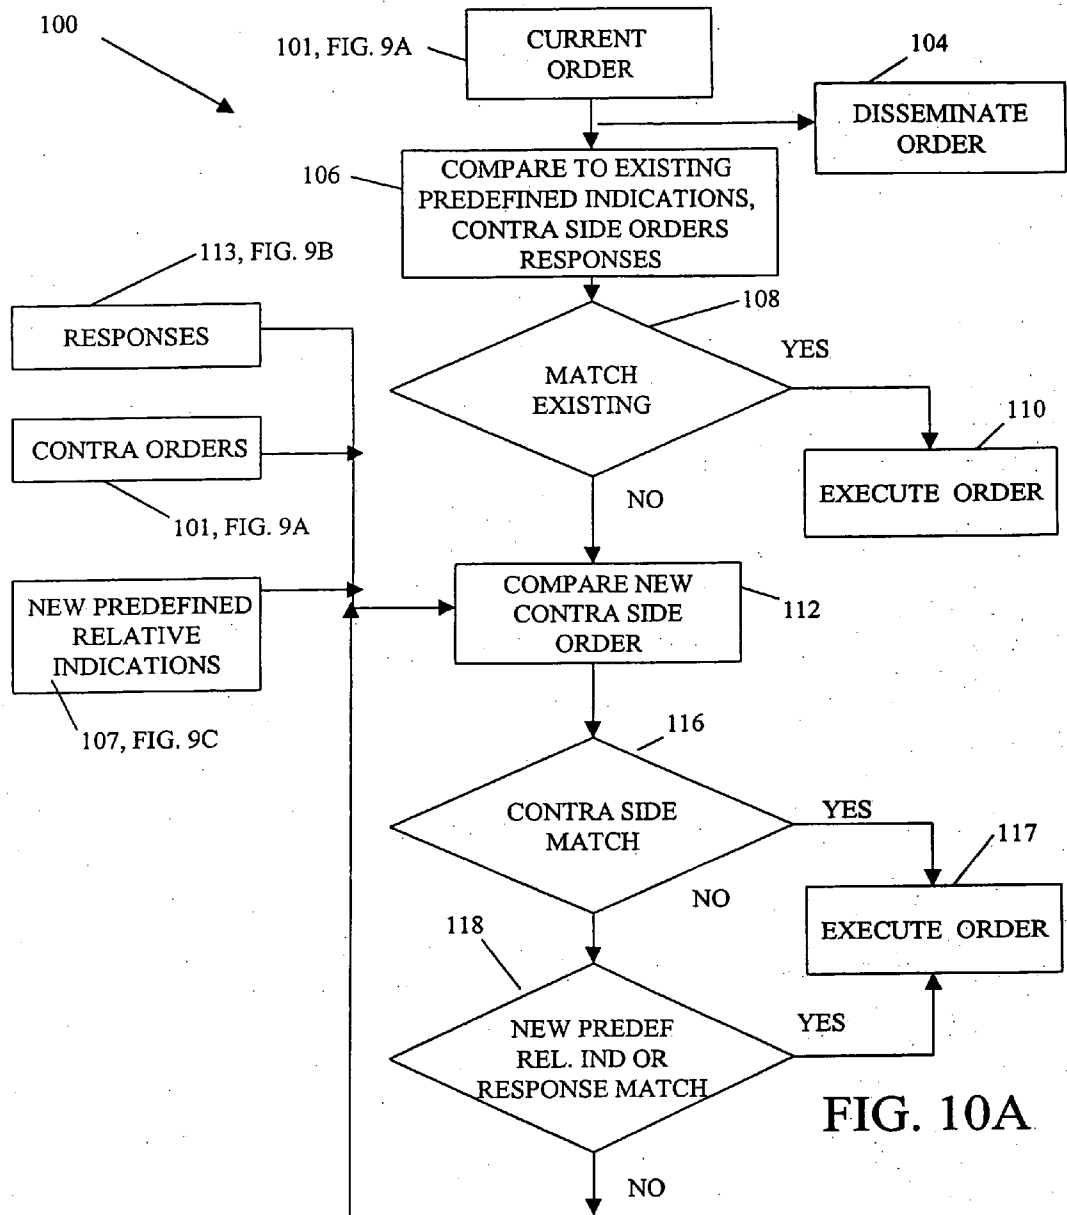 100
101, FIG. 9A
CURRENT
ORDER
104
DISSEMINATE
ORDER
106
COMPARE TO EXISTING
PREDEFINED INDICATIONS,
CONTRA SIDE ORDERS
RESPONSES
113, FIG. 9B
RESPONSES
108
MATCH
EXISTING
YES
110
EXECUTE ORDER
NO
CONTRA ORDERS
101, FIG. 9A
NEW PREDEFINED
RELATIVE
INDICATIONS
107, FIG. 9C
COMPARE NEW
CONTRA SIDE
ORDER
112
116
CONTRA SIDE
MATCH
YES
117
EXECUTE ORDER
NO
118
NEW PREDEF
REL. IND OR
RESPONSE MATCH
YES
FIG. 10A
NO